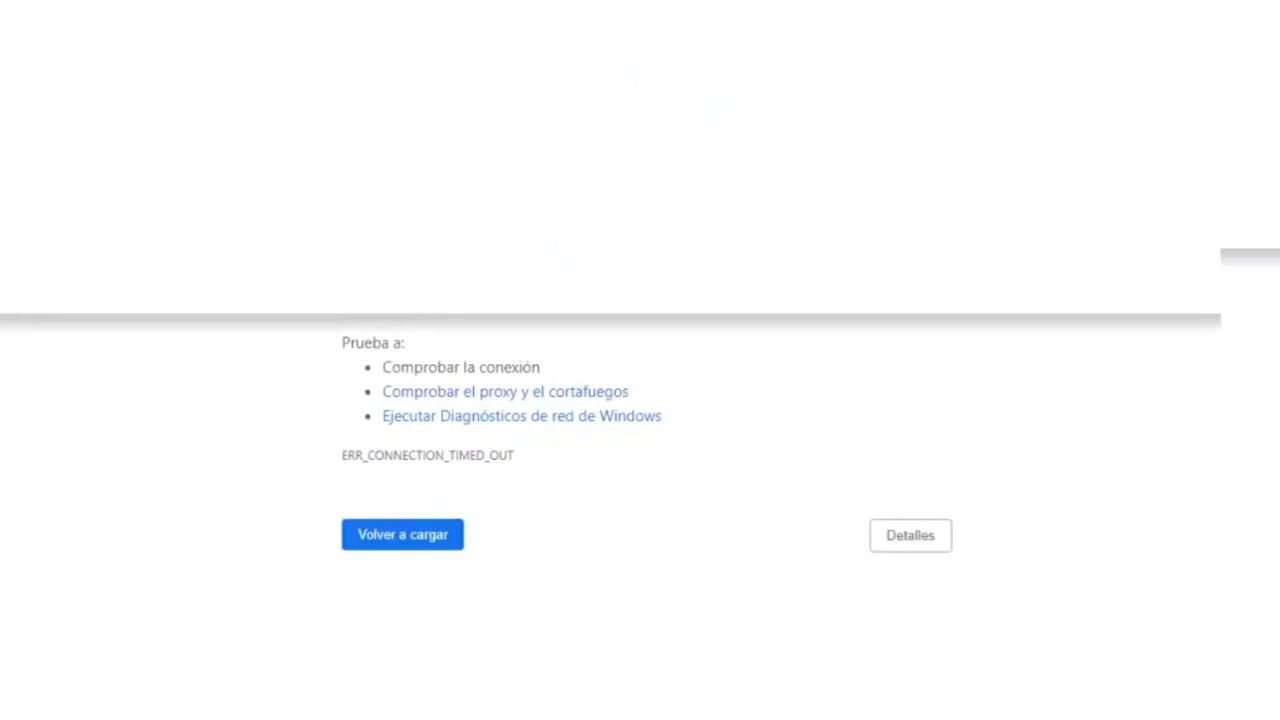 Prueba a:
Comprobar la conexión
Comprobar el proxy y el cortafuegos
Ejecutar Diagnósticos de red de Windows
ERR_CONNECTION_TIMED_OUT
Volver a cargar
Detalles